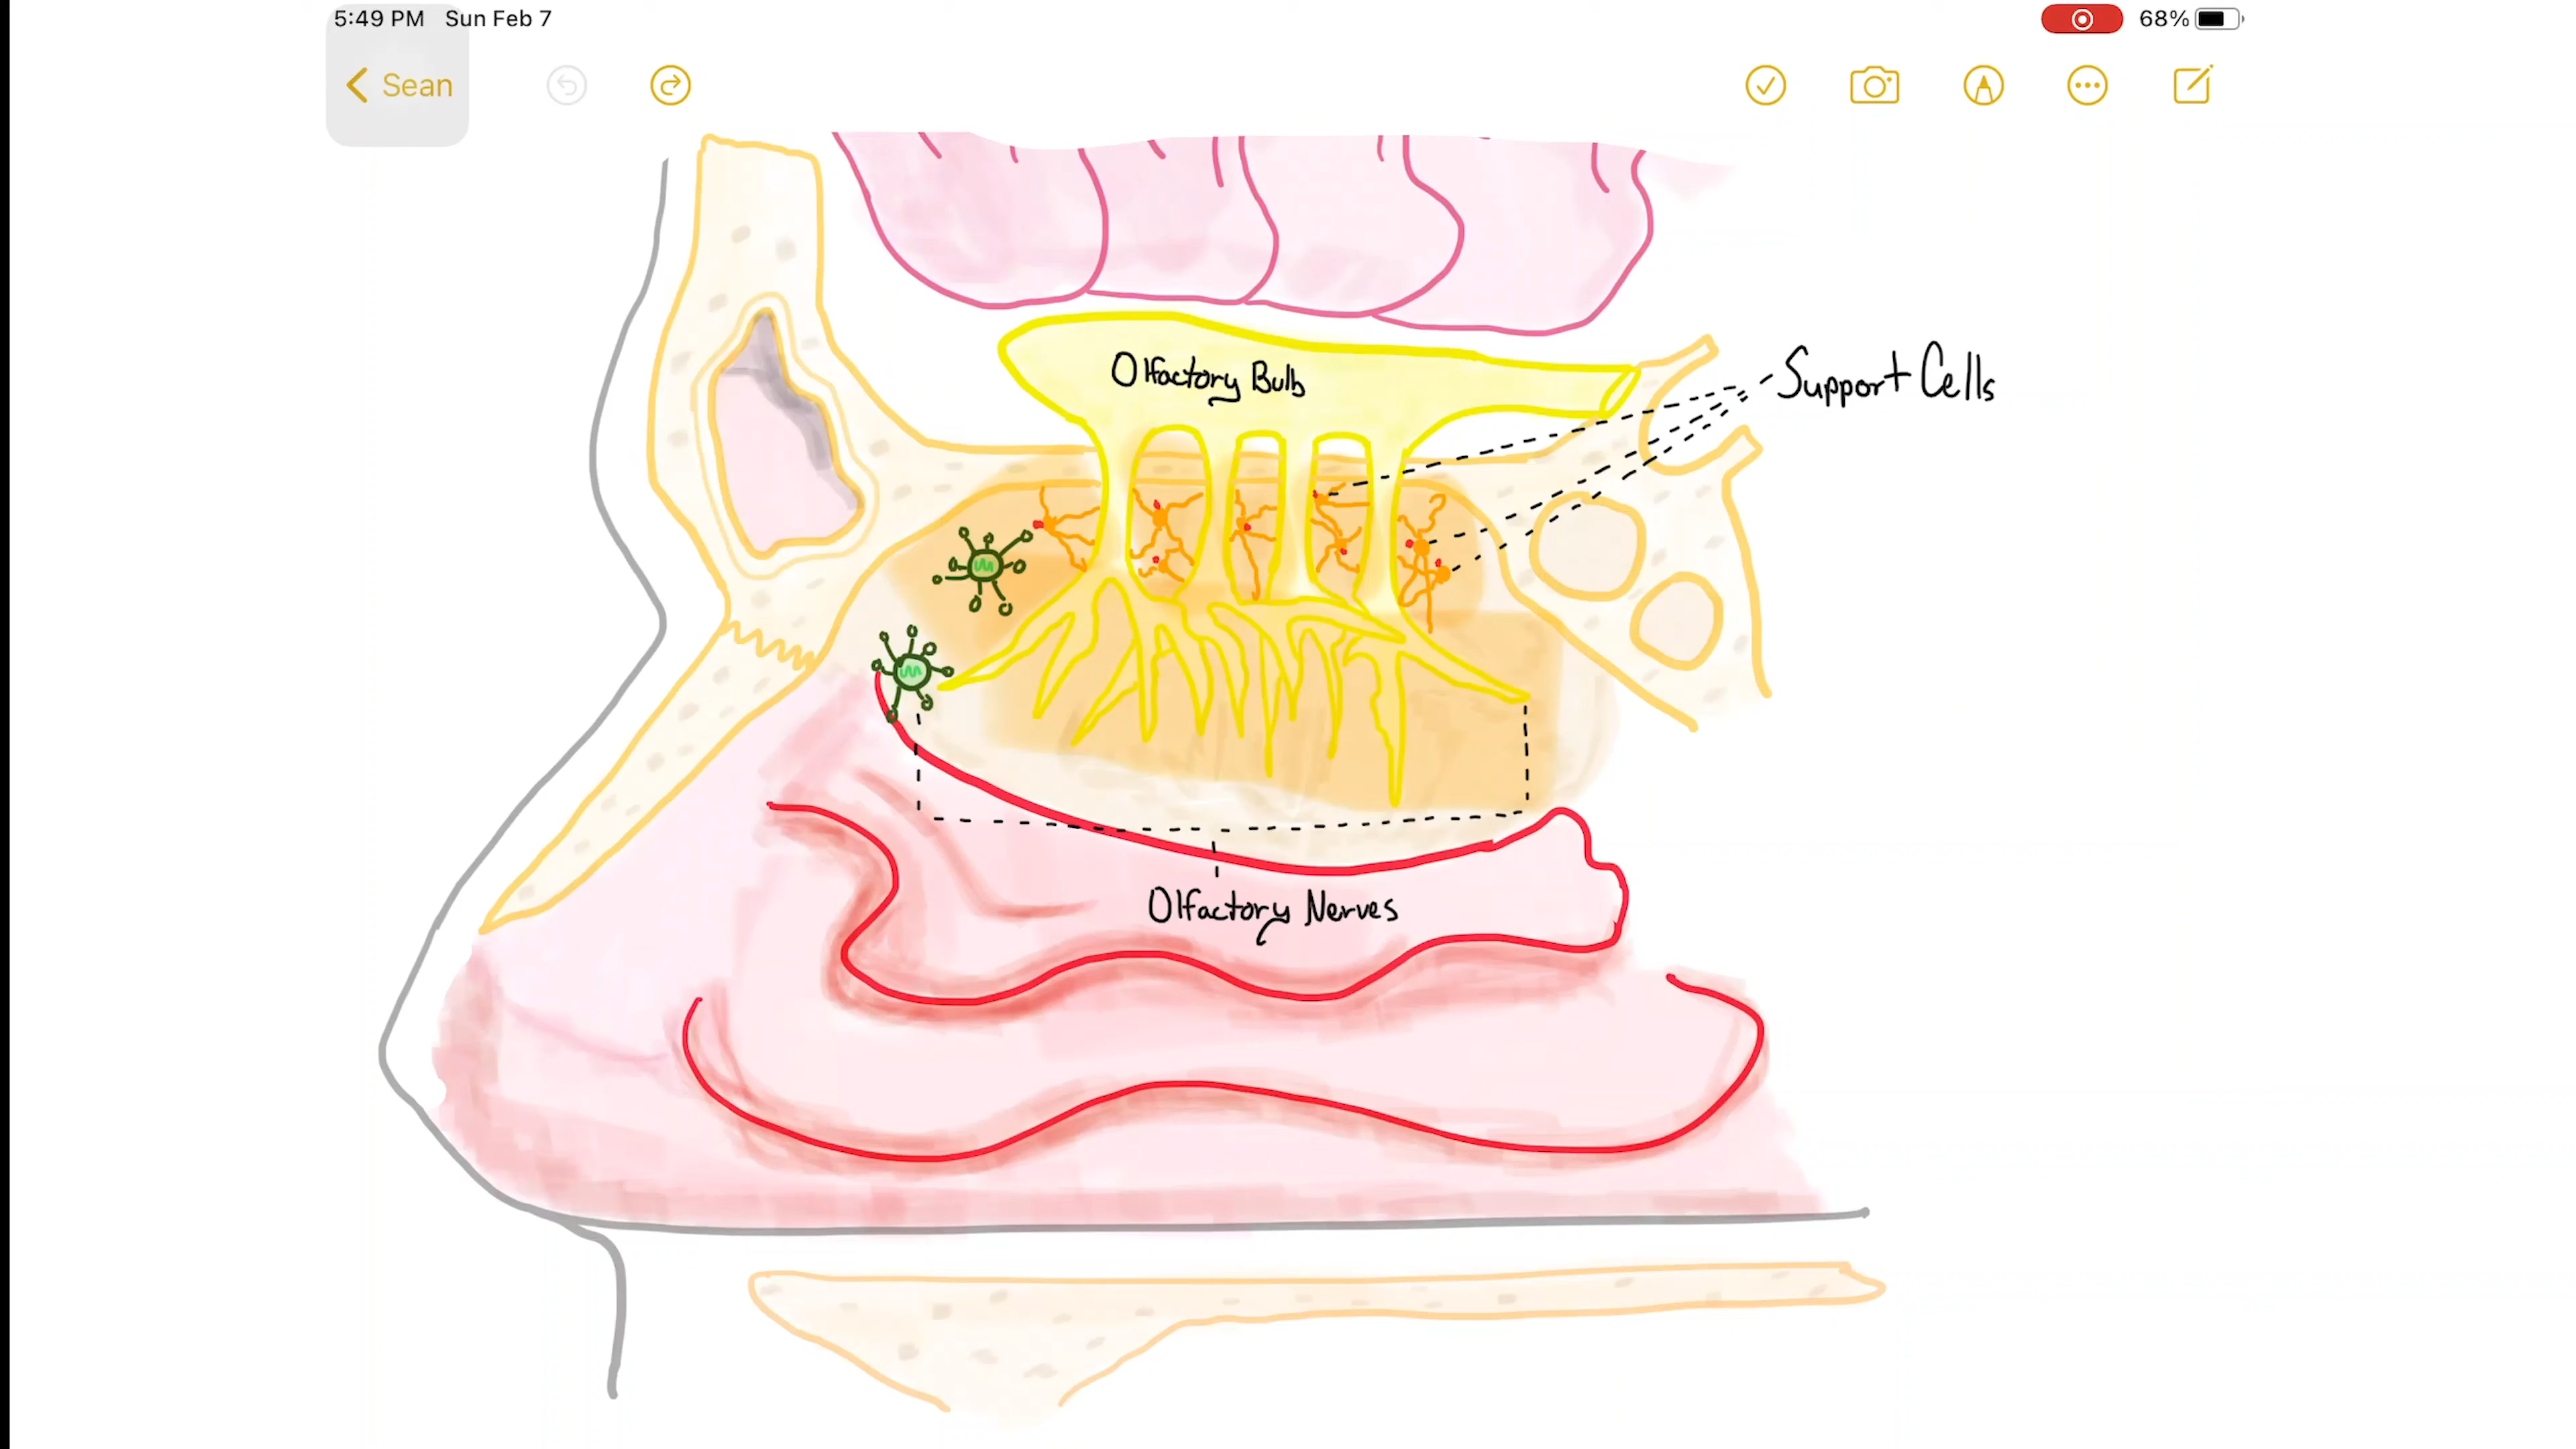 5:49 PM Sun Feb 7
68%
Sean
Olfactory Bulb
Support Cells
Olfactory Nerves